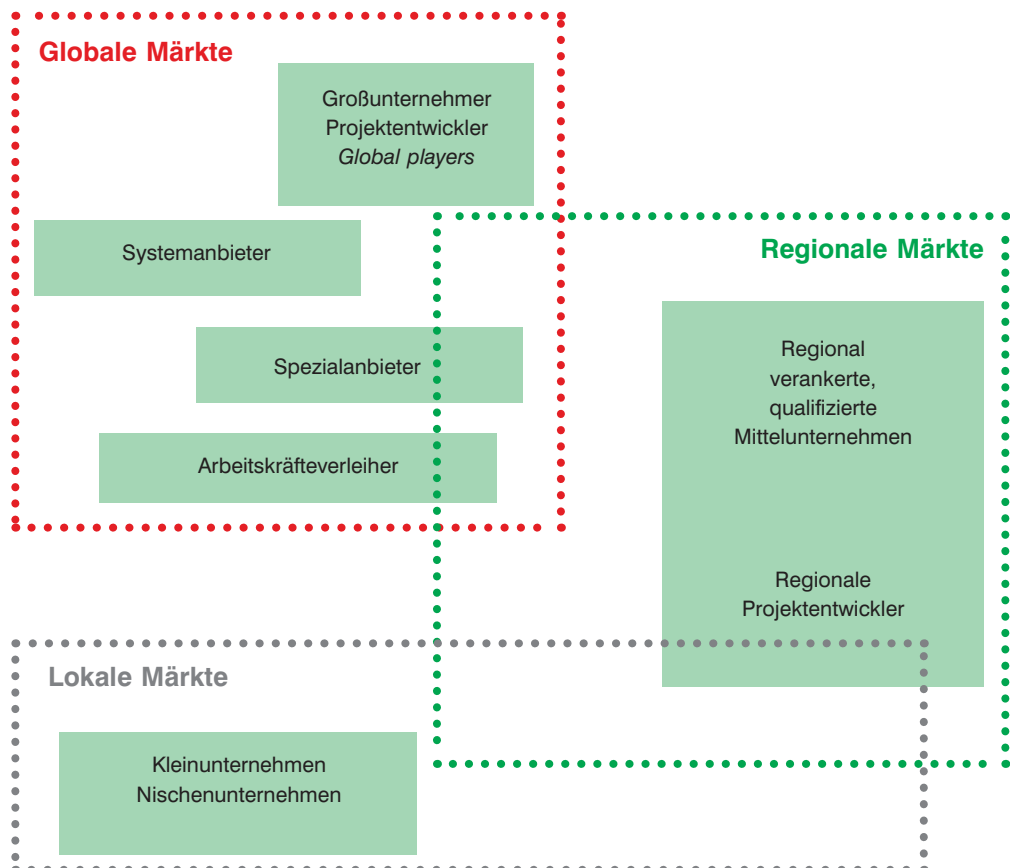 Globale Märkte
Großunternehmer
Projektentwickler
Global players
Systemanbieter
Regionale Märkte
Spezialanbieter
Regional
verankerte,
qualifizierte
Mittelunternehmen
Arbeitskräfteverleiher
Regionale
Projektentwickler
Lokale Märkte
Kleinunternehmen
Nischenunternehmen